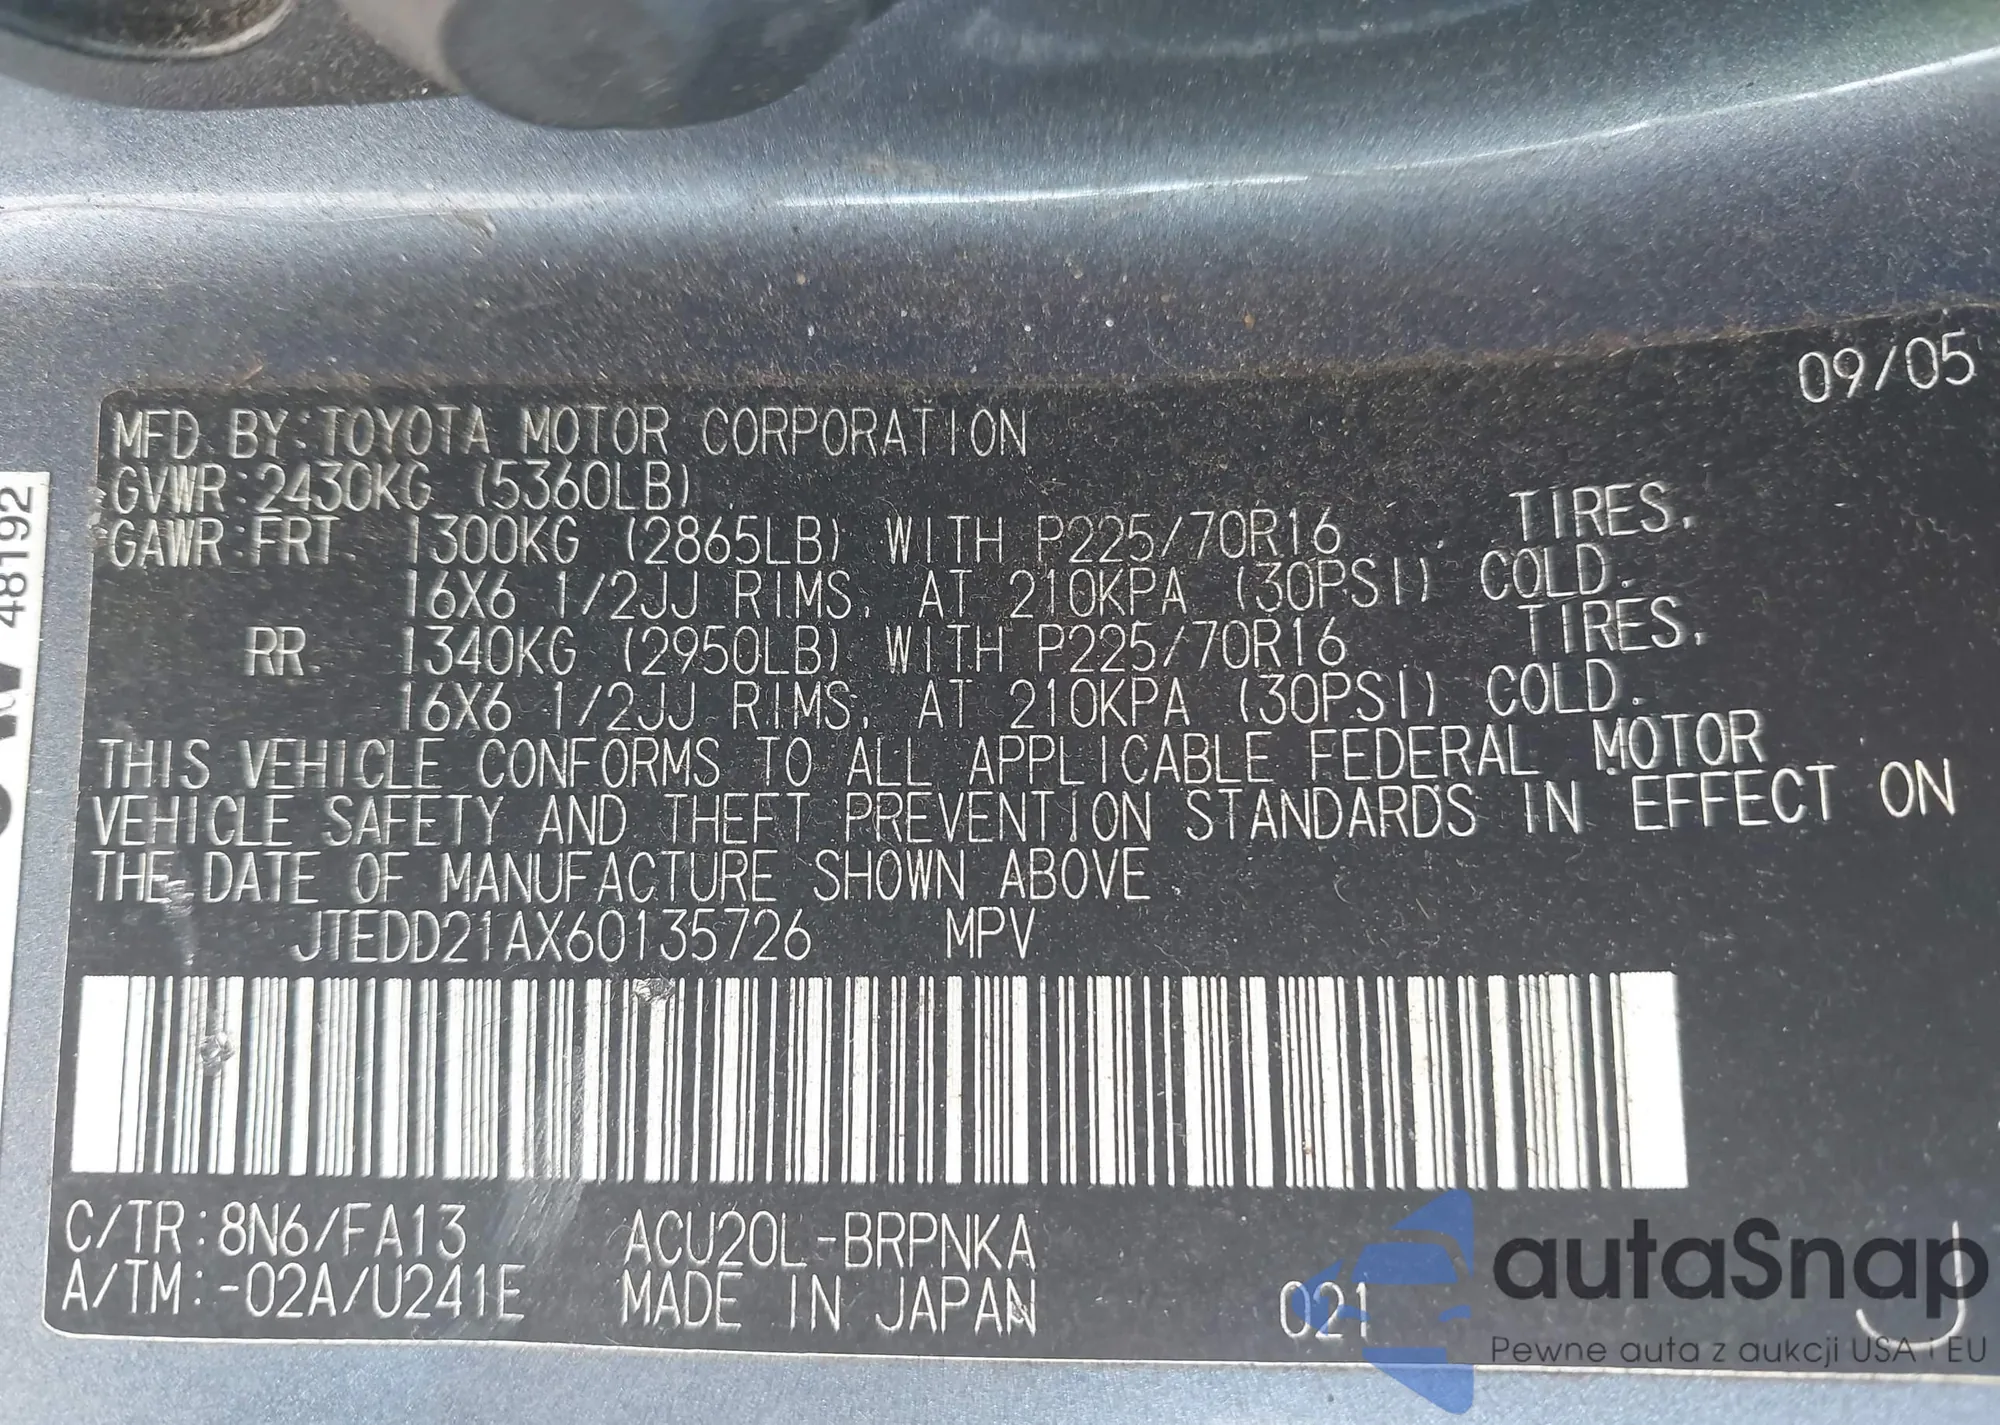 09/05
MFD. BY:TOYOTA MOTOR CORPORATION
GVWR:2430KG (5360LB)
GAWR:FRT 1300KG (2865LB) WITH P225/70R16 TIRES,
16X6 1/2JJ RIMS, AT 210KPA (30PSI) COLD.
RR 1340KG (2950LB) WITH P225/70R16 TIRES,
16X6 1/2JJ RIMS, AT 210KPA (30PSI) COLD.
THIS VEHICLE CONFORMS TO ALL APPLICABLE FEDERAL MOTOR
VEHICLE SAFETY AND THEFT PREVENTION STANDARDS IN EFFECT ON
THE DATE OF MANUFACTURE SHOWN ABOVE.
JTEDD21AX60135726 MPV
C/TR:8N6/FA13 ACU20L-BRPNKA
A/TM:-02A/U241E MADE IN JAPAN 021 J
48192
autaSnap
Pewne auta z aukcji USA i EU